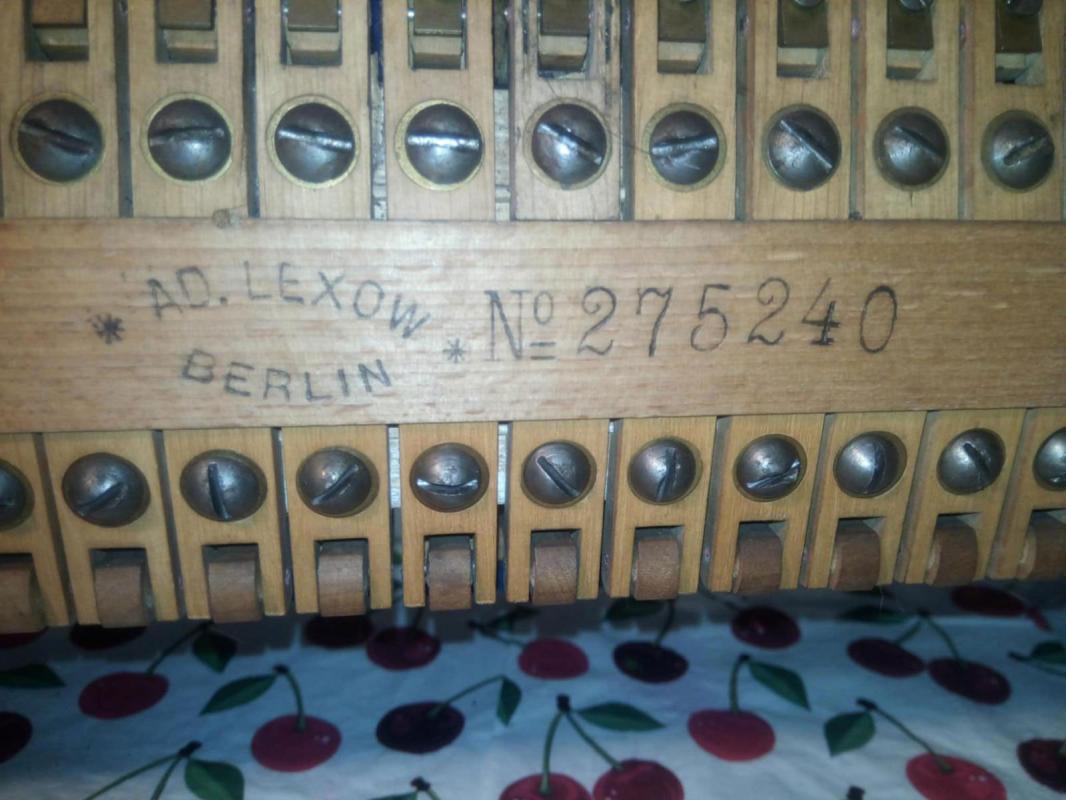 AD. LEXOW
* BERLIN * Nº 275240